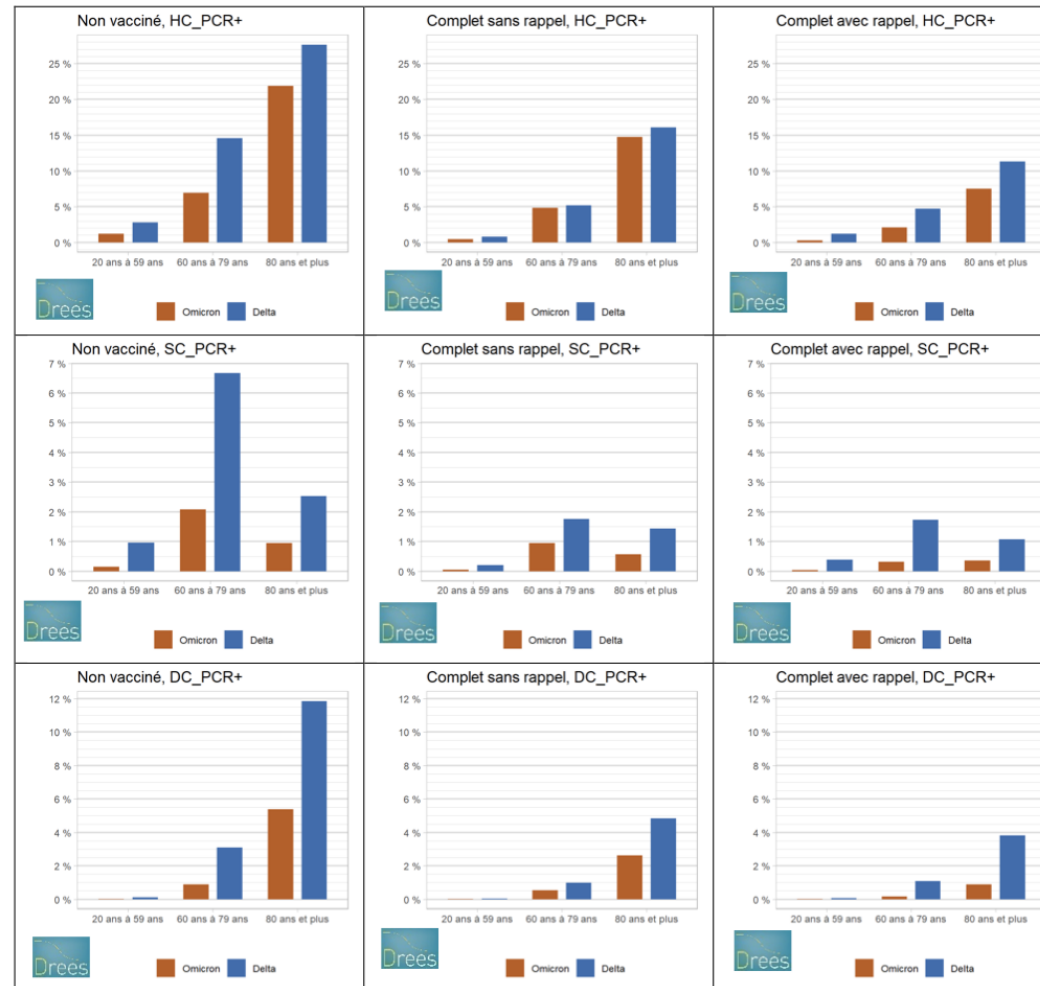 Non vacciné, HC_PCR+
25 %
20 %
15 %
10 %
5 %
0 %
20 ans à 59 ans 60 ans à 79 ans 80 ans et plus
Drees
Omicron Delta
Complet sans rappel, HC_PCR+
25 %
20 %
15 %
10 %
5 %
0 %
20 ans à 59 ans 60 ans à 79 ans 80 ans et plus
Drees
Omicron Delta
Complet avec rappel, HC_PCR+
25 %
20 %
15 %
10 %
5 %
0 %
20 ans à 59 ans 60 ans à 79 ans 80 ans et plus
Drees
Omicron Delta
Non vacciné, SC_PCR+
7 %
6 %
5 %
4 %
3 %
2 %
1 %
0 %
20 ans à 59 ans 60 ans à 79 ans 80 ans et plus
Drees
Omicron Delta
Complet sans rappel, SC_PCR+
7 %
6 %
5 %
4 %
3 %
2 %
1 %
0 %
20 ans à 59 ans 60 ans à 79 ans 80 ans et plus
Drees
Omicron Delta
Complet avec rappel, SC_PCR+
7 %
6 %
5 %
4 %
3 %
2 %
1 %
0 %
20 ans à 59 ans 60 ans à 79 ans 80 ans et plus
Drees
Omicron Delta
Non vacciné, DC_PCR+
12 %
10 %
8 %
6 %
4 %
2 %
0 %
20 ans à 59 ans 60 ans à 79 ans 80 ans et plus
Drees
Omicron Delta
Complet sans rappel, DC_PCR+
12 %
10 %
8 %
6 %
4 %
2 %
0 %
20 ans à 59 ans 60 ans à 79 ans 80 ans et plus
Drees
Omicron Delta
Complet avec rappel, DC_PCR+
12 %
10 %
8 %
6 %
4 %
2 %
0 %
20 ans à 59 ans 60 ans à 79 ans 80 ans et plus
Drees
Omicron Delta